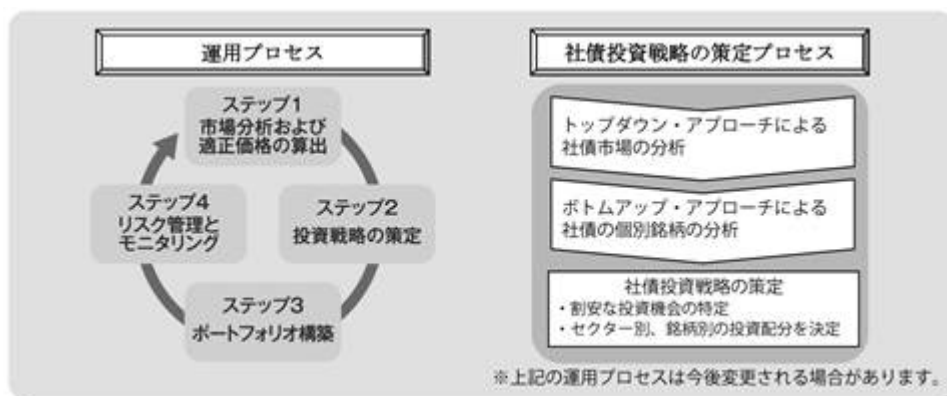 運用プロセス
ステップ1
市場分析および
適正価格の算出
ステップ2
投資戦略の策定
ステップ3
ポートフォリオ構築
ステップ4
リスク管理と
モニタリング
社債投資戦略の策定プロセス
トップダウン・アプローチによる
社債市場の分析
ボトムアップ・アプローチによる
社債の個別銘柄の分析
社債投資戦略の策定
・割安な投資機会の特定
・セクター別、銘柄別の投資配分を決定
※上記の運用プロセスは今後変更される場合があります。